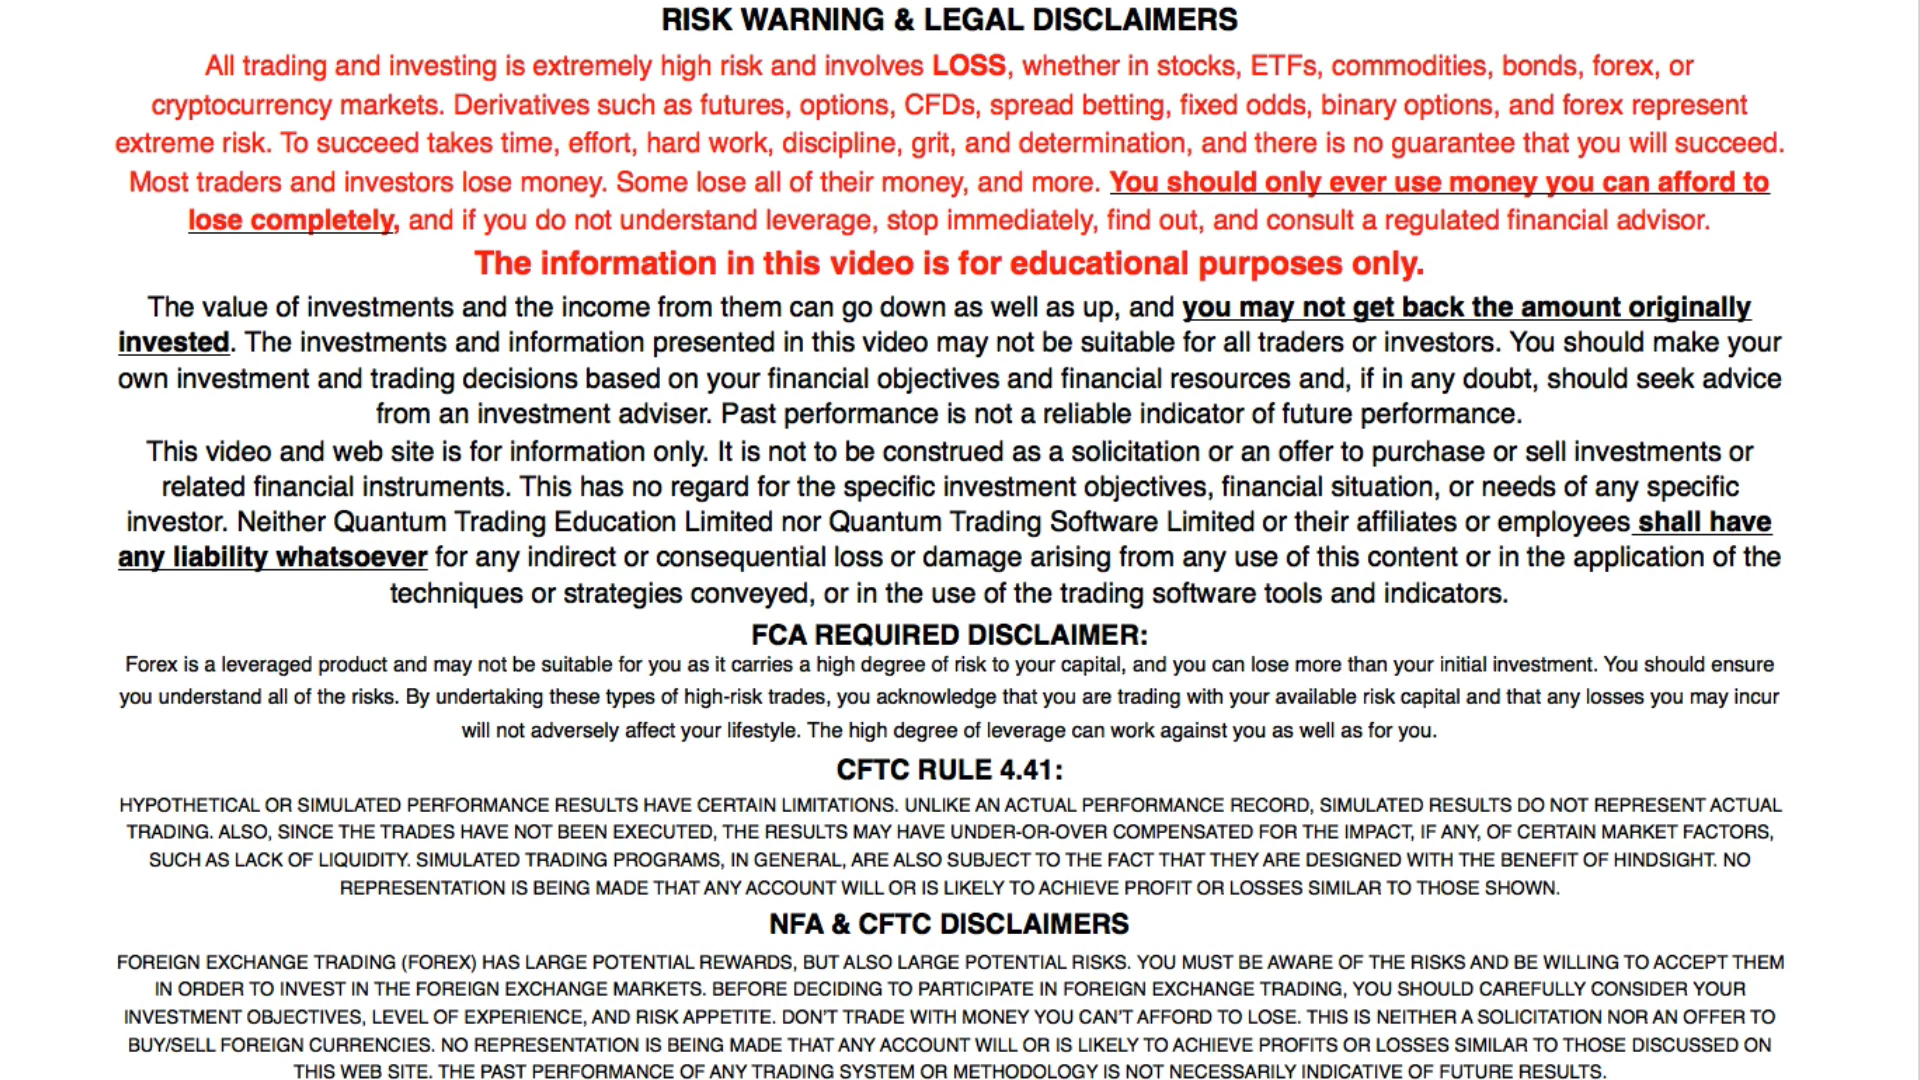 RISK WARNING & LEGAL DISCLAIMERS
All trading and investing is extremely high risk and involves LOSS, whether in stocks, ETFs, commodities, bonds, forex, or
cryptocurrency markets. Derivatives such as futures, options, CFDs, spread betting, fixed odds, binary options, and forex represent
extreme risk. To succeed takes time, effort, hard work, discipline, grit, and determination, and there is no guarantee that you will succeed.
Most traders and investors lose money. Some lose all of their money, and more. You should only ever use money you can afford to
lose completely, and if you do not understand leverage, stop immediately, find out, and consult a regulated financial advisor.
The information in this video is for educational purposes only.
The value of investments and the income from them can go down as well as up, and you may not get back the amount originally
invested. The investments and information presented in this video may not be suitable for all traders or investors. You should make your
own investment and trading decisions based on your financial objectives and financial resources and, if in any doubt, should seek advice
from an investment adviser. Past performance is not a reliable indicator of future performance.
This video and web site is for information only. It is not to be construed as a solicitation or an offer to purchase or sell investments or
related financial instruments. This has no regard for the specific investment objectives, financial situation, or needs of any specific
investor. Neither Quantum Trading Education Limited nor Quantum Trading Software Limited or their affiliates or employees shall have
any liability whatsoever for any indirect or consequential loss or damage arising from any use of this content or in the application of the
techniques or strategies conveyed, or in the use of the trading software tools and indicators.
FCA REQUIRED DISCLAIMER:
Forex is a leveraged product and may not be suitable for you as it carries a high degree of risk to your capital, and you can lose more than your initial investment. You should ensure
you understand all of the risks. By undertaking these types of high-risk trades, you acknowledge that you are trading with your available risk capital and that any losses you may incur
will not adversely affect your lifestyle. The high degree of leverage can work against you as well as for you.
CFTC RULE 4.41:
HYPOTHETICAL OR SIMULATED PERFORMANCE RESULTS HAVE CERTAIN LIMITATIONS. UNLIKE AN ACTUAL PERFORMANCE RECORD, SIMULATED RESULTS DO NOT REPRESENT ACTUAL
TRADING. ALSO, SINCE THE TRADES HAVE NOT BEEN EXECUTED, THE RESULTS MAY HAVE UNDER-OR-OVER COMPENSATED FOR THE IMPACT, IF ANY, OF CERTAIN MARKET FACTORS,
SUCH AS LACK OF LIQUIDITY. SIMULATED TRADING PROGRAMS, IN GENERAL, ARE ALSO SUBJECT TO THE FACT THAT THEY ARE DESIGNED WITH THE BENEFIT OF HINDSIGHT. NO
REPRESENTATION IS BEING MADE THAT ANY ACCOUNT WILL OR IS LIKELY TO ACHIEVE PROFIT OR LOSSES SIMILAR TO THOSE SHOWN.
NFA & CFTC DISCLAIMERS
FOREIGN EXCHANGE TRADING (FOREX) HAS LARGE POTENTIAL REWARDS, BUT ALSO LARGE POTENTIAL RISKS. YOU MUST BE AWARE OF THE RISKS AND BE WILLING TO ACCEPT THEM
IN ORDER TO INVEST IN THE FOREIGN EXCHANGE MARKETS. BEFORE DECIDING TO PARTICIPATE IN FOREIGN EXCHANGE TRADING, YOU SHOULD CAREFULLY CONSIDER YOUR
INVESTMENT OBJECTIVES, LEVEL OF EXPERIENCE, AND RISK APPETITE. DON'T TRADE WITH MONEY YOU CAN'T AFFORD TO LOSE. THIS IS NEITHER A SOLICITATION NOR AN OFFER TO
BUY/SELL FOREIGN CURRENCIES. NO REPRESENTATION IS BEING MADE THAT ANY ACCOUNT WILL OR IS LIKELY TO ACHIEVE PROFITS OR LOSSES SIMILAR TO THOSE DISCUSSED ON
THIS WEB SITE. THE PAST PERFORMANCE OF ANY TRADING SYSTEM OR METHODOLOGY IS NOT NECESSARILY INDICATIVE OF FUTURE RESULTS.